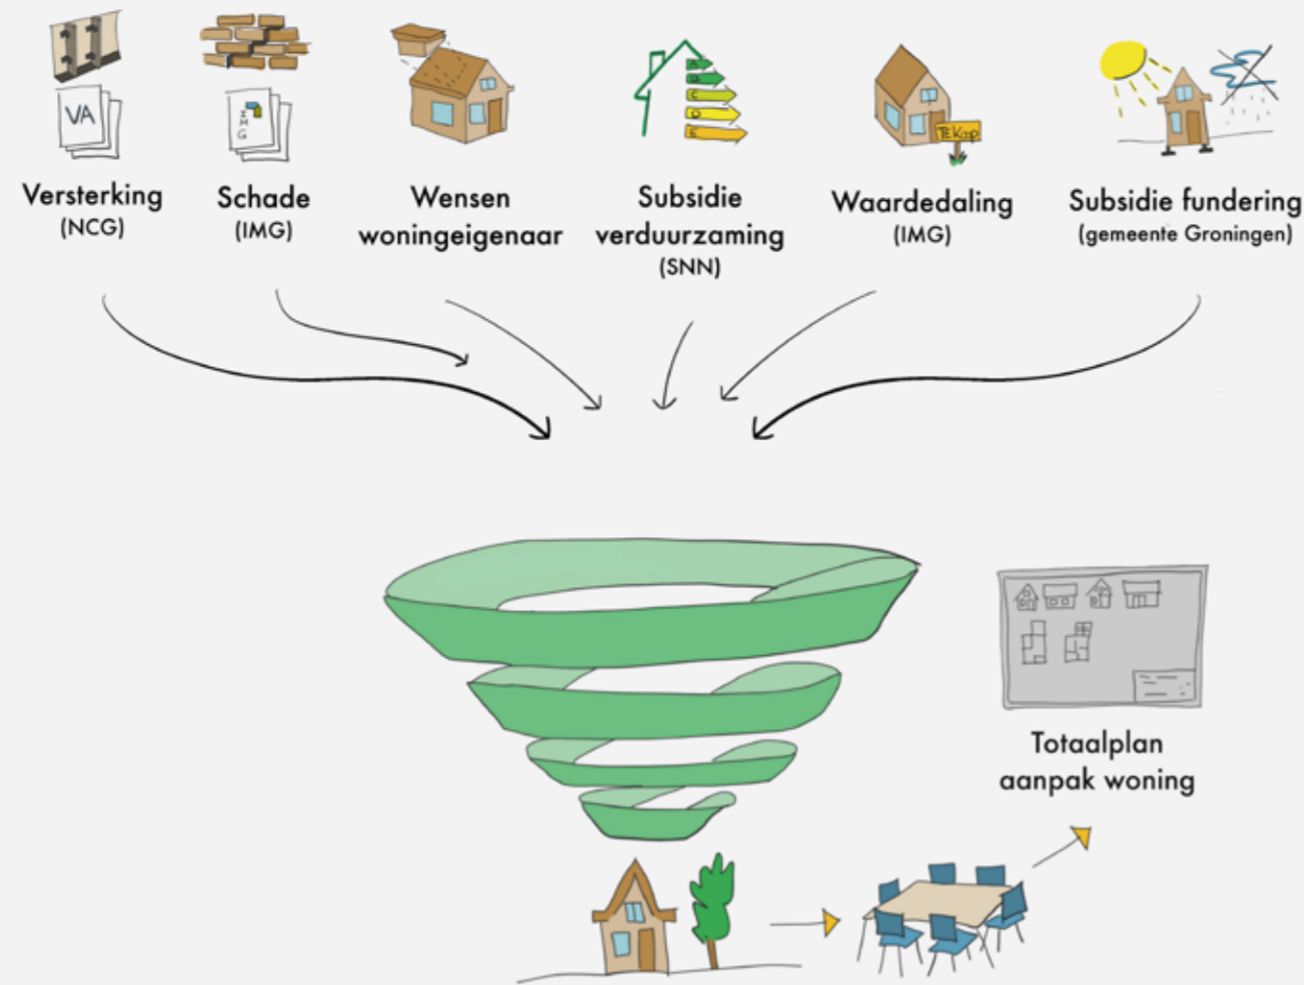 VA
IMG
A
C
D
E
TE Koop
Versterking
(NCG)
Schade
(IMG)
Wensen
woningeigenaar
Subsidie
verduurzaming
(SNN)
Waardedaling
(IMG)
Subsidie fundering
(gemeente Groningen)
Totaalplan
aanpak woning